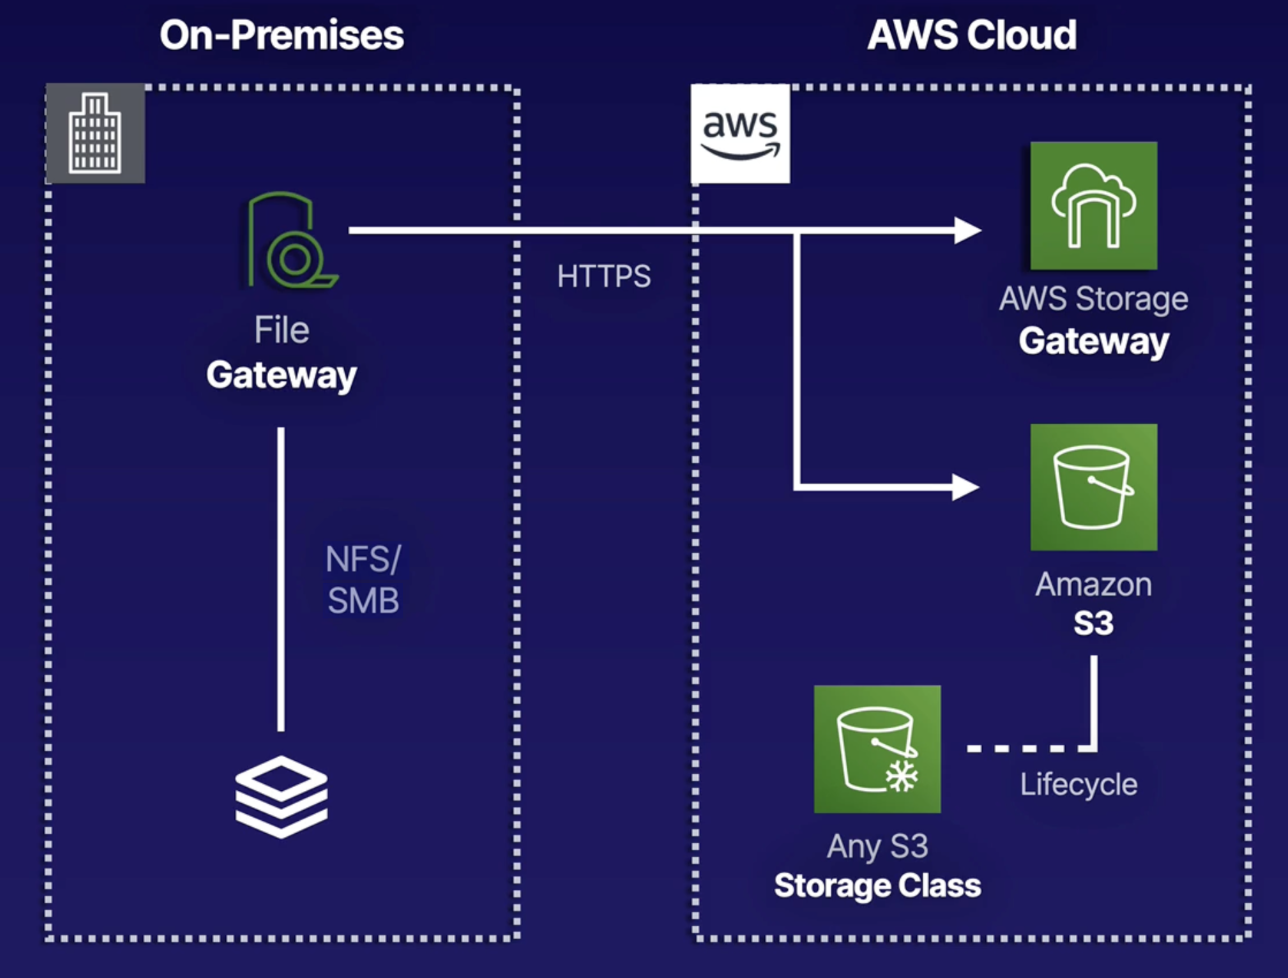 On-Premises
AWS Cloud
aws
HTTPS
File
Gateway
AWS Storage
Gateway
NFS/
SMB
Amazon
S3
Lifecycle
Any S3
Storage Class